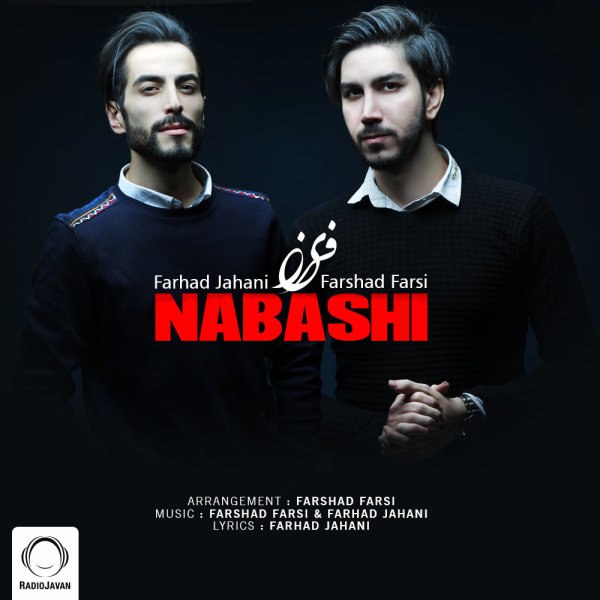 Farhad Jahani Farshad Farsi
NABASHI
ARRANGEMENT : FARSHAD FARSI
MUSIC : FARSHAD FARSI & FARHAD JAHANI
LYRICS : FARHAD JAHANI
RADIOJAVAN